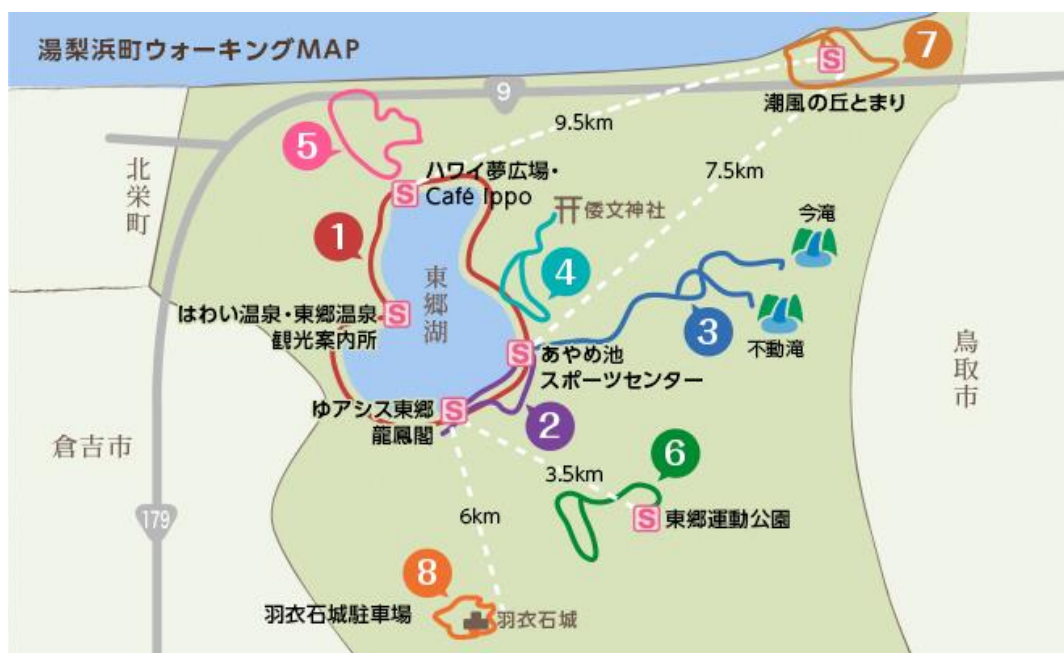 湯梨浜町ウォーキングMAP
9
S
7
潮風の丘とまり
9.5km
5
北栄町
S
ハワイ夢広場・
Café ippo
7.5km
倭文神社
今滝
1
4
東郷湖
3
はわい温泉・東郷温泉
観光案内所
S
不動滝
鳥取市
S
あやめ池
スポーツセンター
ゆアシス東郷
龍鳳閣
S
2
倉吉市
6
3.5km
179
6km
S
東郷運動公園
8
羽衣石城駐車場
羽衣石城